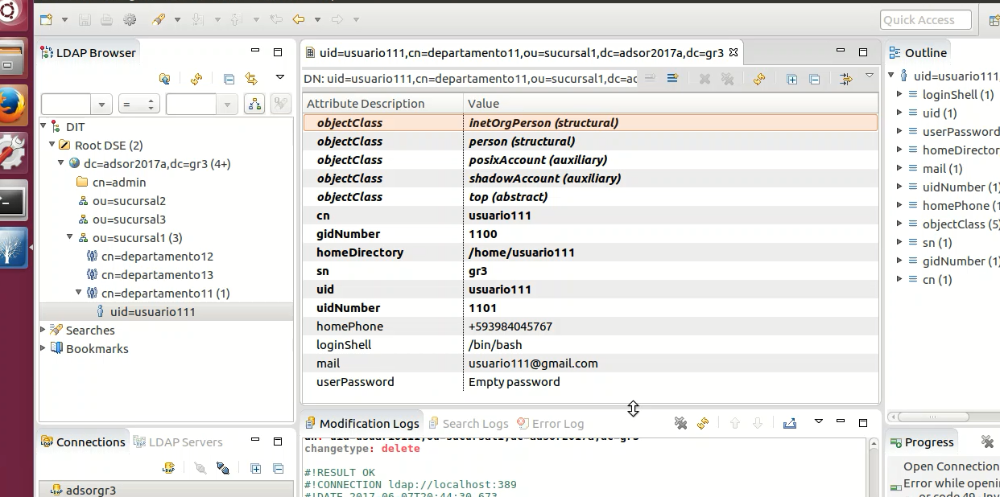 Quick Access
LDAP Browser
=
DIT
Root DSE (2)
dc=adsor2017a,dc=gr3 (4+)
cn=admin
ou=sucursal2
ou=sucursal3
ou=sucursal1 (3)
cn=departamento12
cn=departamento13
cn=departamento11 (1)
uid=usuario111
Searches
Bookmarks
Connections
LDAP Servers
adsorgr3
uid=usuario111,cn=departamento11,ou=sucursal1,dc=adsor2017a,dc=gr3
DN: uid=usuario111,cn=departamento11,ou=sucursal1,dc=ad
Attribute Description Value
objectClass inetOrgPerson (structural)
objectClass person (structural)
objectClass posixAccount (auxiliary)
objectClass shadowAccount (auxiliary)
objectClass top (abstract)
cn usuario111
gidNumber 1100
homeDirectory /home/usuario111
sn gr3
uid usuario111
uidNumber 1101
homePhone +593984045767
loginShell /bin/bash
mail usuario111@gmail.com
userPassword Empty password
Modification Logs Search Logs Error Log
changetype: delete
#!RESULT OK
#!CONNECTION ldap://localhost:389
#!DATE 2017-06-07T20:44:30.673
Outline
uid=usuario111,
loginShell (1)
uid (1)
userPassword
homeDirector
mail (1)
uidNumber (1)
homePhone (1
objectClass (5)
sn (1)
gidNumber (1)
cn (1)
Progress
Open Connection
Error while openi